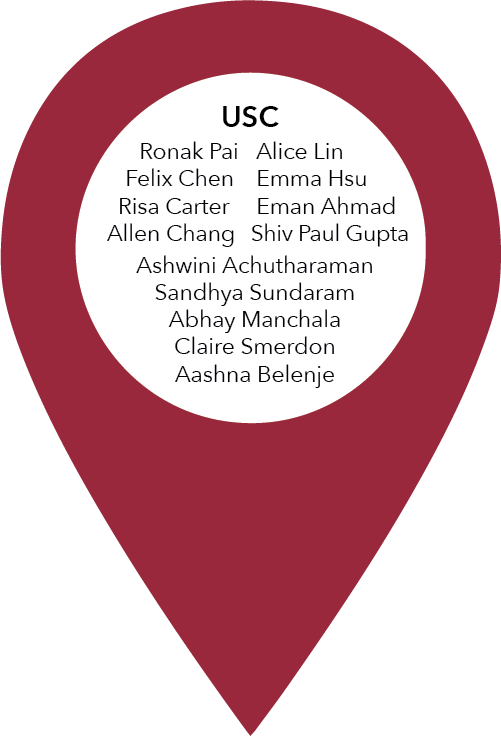 USC
Ronak Pai Alice Lin
Felix Chen Emma Hsu
Risa Carter Eman Ahmad
Allen Chang Shiv Paul Gupta
Ashwini Achutharaman
Sandhya Sundaram
Abhay Manchala
Claire Smerdon
Aashna Belenje